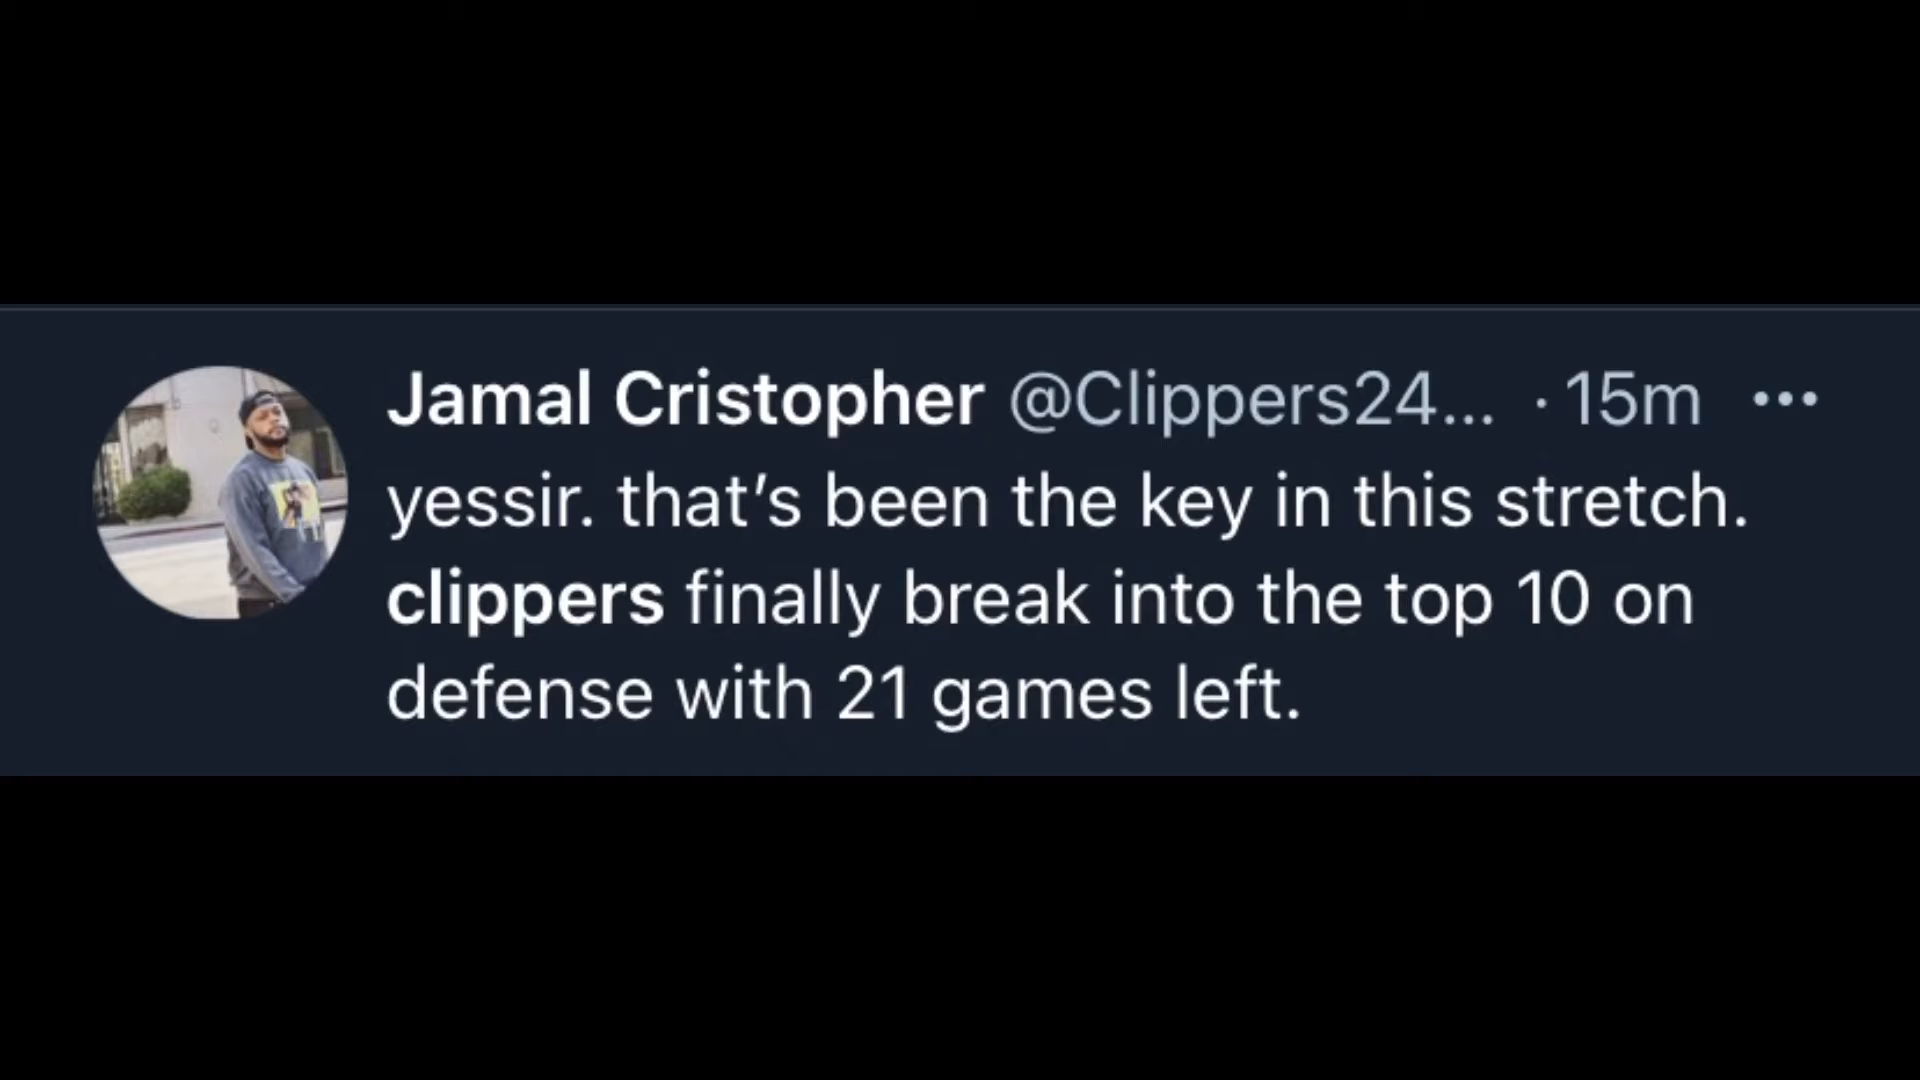 Jamal Cristopher @Clippers24... · 15m ...
yessir. that’s been the key in this stretch.
clippers finally break into the top 10 on
defense with 21 games left.